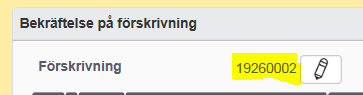 Bekräftelse på förskrivning
Förskrivning 19260002